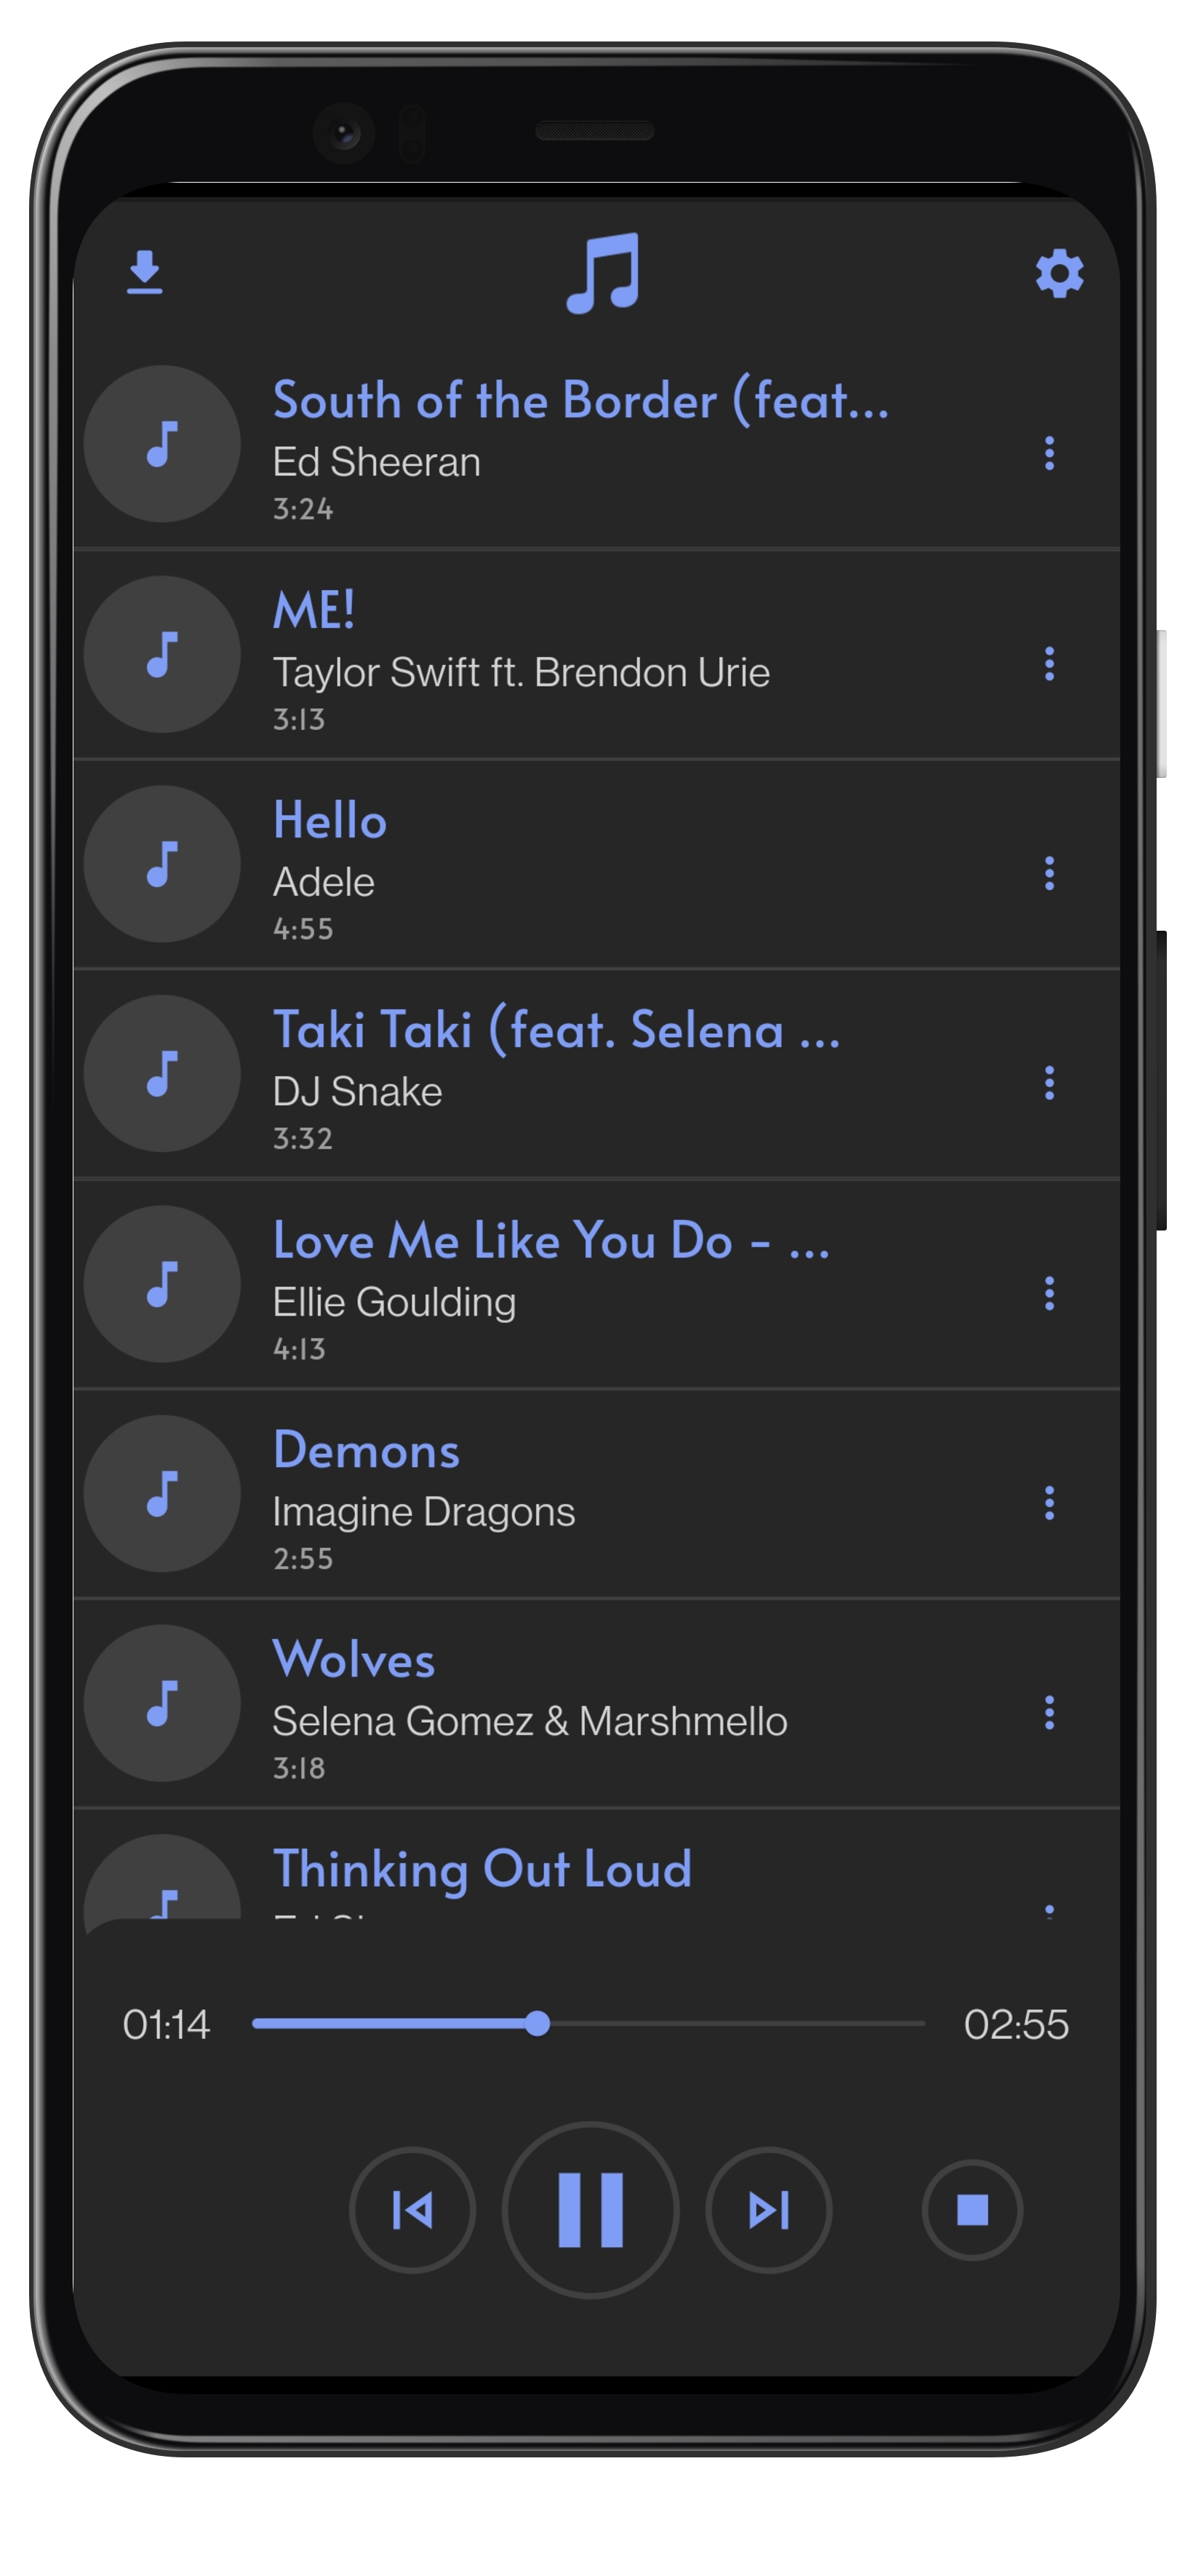 South of the Border (feat...
Ed Sheeran
3:24
ME!
Taylor Swift ft. Brendon Urie
3:13
Hello
Adele
4:55
Taki Taki (feat. Selena ...
DJ Snake
3:32
Love Me Like You Do - ...
Ellie Goulding
4:13
Demons
Imagine Dragons
2:55
Wolves
Selena Gomez & Marshmello
3:18
Thinking Out Loud
01:14
02:55